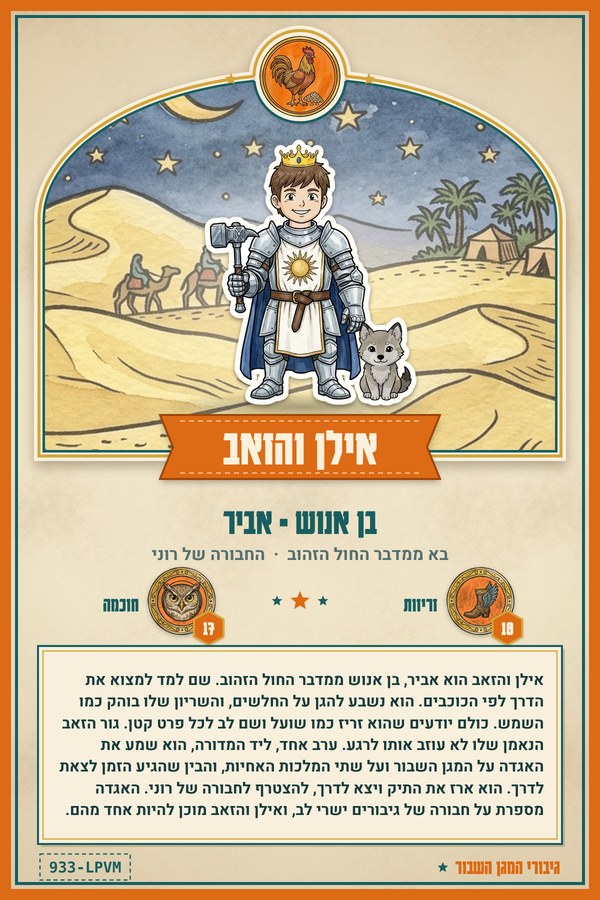 אילן והזאב
בן אנוש • אביר
בא ממדבר החול הזהוב · החבורה של רוני
זריזות
18
חוכמה
17
אילן והזאב הוא אביר, בן אנוש ממדבר החול הזהוב. שם למד למצוא את
הדרך לפי הכוכבים. הוא נשבע להגן על החלשים, והשריון שלו בוהק כמו
השמש. כולם יודעים שהוא זריז כמו שועל ושם לב לכל פרט קטן. גור הזאב
הנאמן שלו לא עוזב אותו לרגע. ערב אחד, ליד המדורה, הוא שמע את
האגדה על המגן השבור ועל שתי המלכות האחיות, והבין שהגיע הזמן לצאת
לדרך. הוא ארז את התיק ויצא לדרך, להצטרף לחבורה של רוני. האגדה
מספרת על חבורה של גיבורים ישרי לב, ואילן והזאב מוכן להיות אחד מהם.
גיבורי המגן השבור ★
933-LPVM